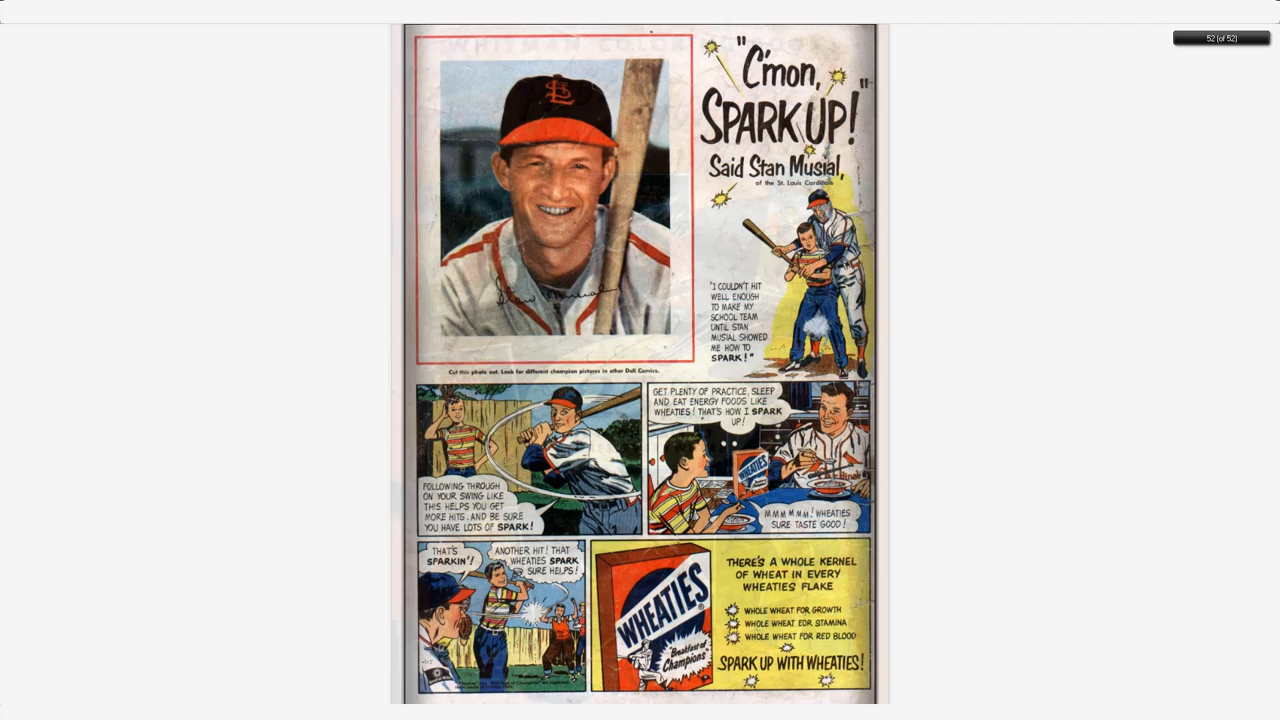 52 (of 52)
"C'mon,
SPARK UP!"
Said Stan Musial,
of the St. Louis Cardinals
SL
Stan Musial
"I COULDN'T HIT
WELL ENOUGH
TO MAKE MY
SCHOOL TEAM
UNTIL STAN
MUSIAL SHOWED
ME HOW TO
SPARK!"
Cut this photo out. Look for different champion pictures in other Dell Comics.
FOLLOWING THROUGH
ON YOUR SWING LIKE
THIS HELPS YOU GET
MORE HITS. AND BE SURE
YOU HAVE LOTS OF SPARK!
GET PLENTY OF PRACTICE, SLEEP
AND EAT ENERGY FOODS LIKE
WHEATIES! THAT'S HOW I SPARK
UP!
WHEATIES
MMMMMM! WHEATIES
SURE TASTE GOOD!
THAT'S
SPARKIN'!
ANOTHER HIT! THAT
WHEATIES SPARK
SURE HELPS!
WHEATIES
Breakfast of
Champions
THERE'S A WHOLE KERNEL
OF WHEAT IN EVERY
WHEATIES FLAKE
WHOLE WHEAT FOR GROWTH
WHOLE WHEAT FOR STAMINA
WHOLE WHEAT FOR RED BLOOD
SPARK UP WITH WHEATIES!